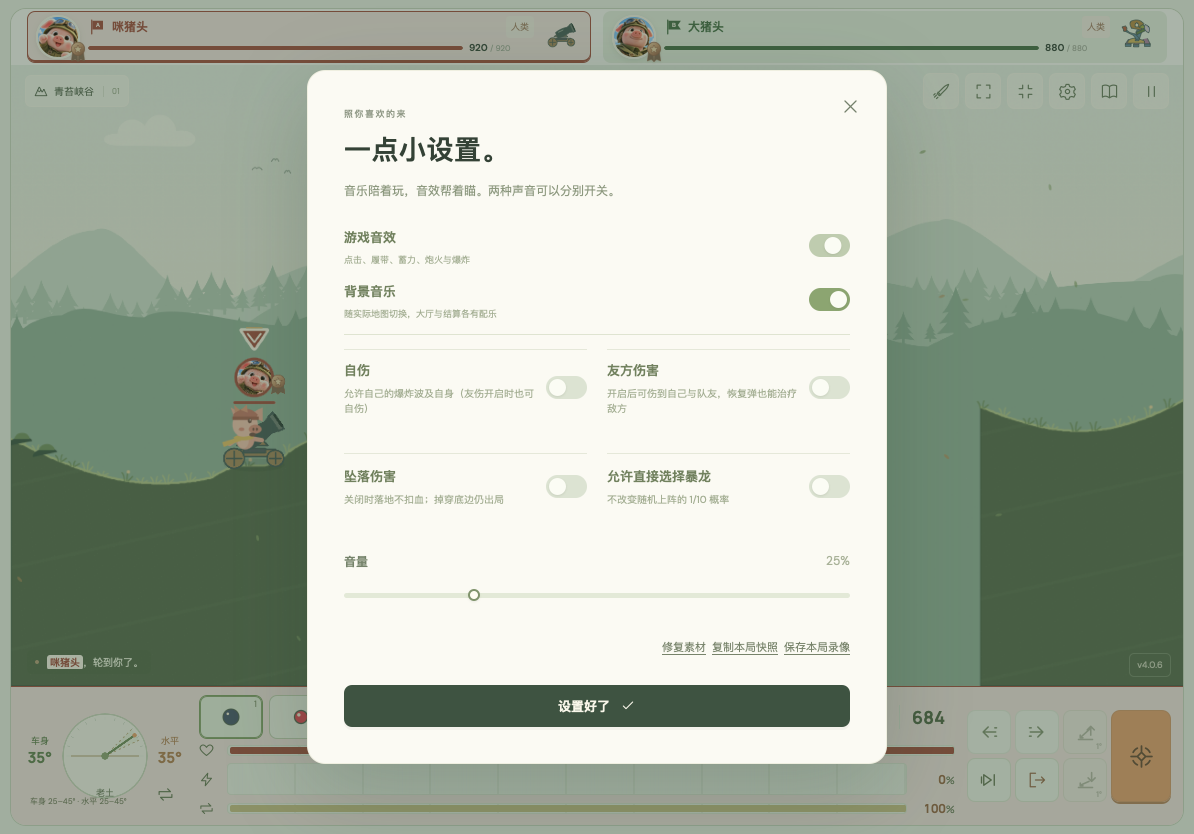 咪猪头
人类
920 / 920
大猪头
人类
880 / 880
青苔峡谷 01
照你喜欢的来
一点小设置。
音乐陪着玩，音效帮着瞄。两种声音可以分别开关。
游戏音效
点击、履带、蓄力、炮火与爆炸
背景音乐
随实际地图切换，大厅与结算各有配乐
自伤
允许自己的爆炸波及自身（友伤开启时也可
自伤）
友方伤害
开启后可伤到自己与队友，恢复弹也能治疗
敌方
坠落伤害
关闭时落地不扣血；掉穿底边仍出局
允许直接选择暴龙
不改变随机上阵的 1/10 概率
音量
25%
修复素材 复制本局快照 保存本局录像
设置好了
咪猪头，轮到你了。
v4.0.6
车身
35°
水平
35°
老土
车身 25–45° · 水平 25–45°
1
684
0%
100%
1°
1°